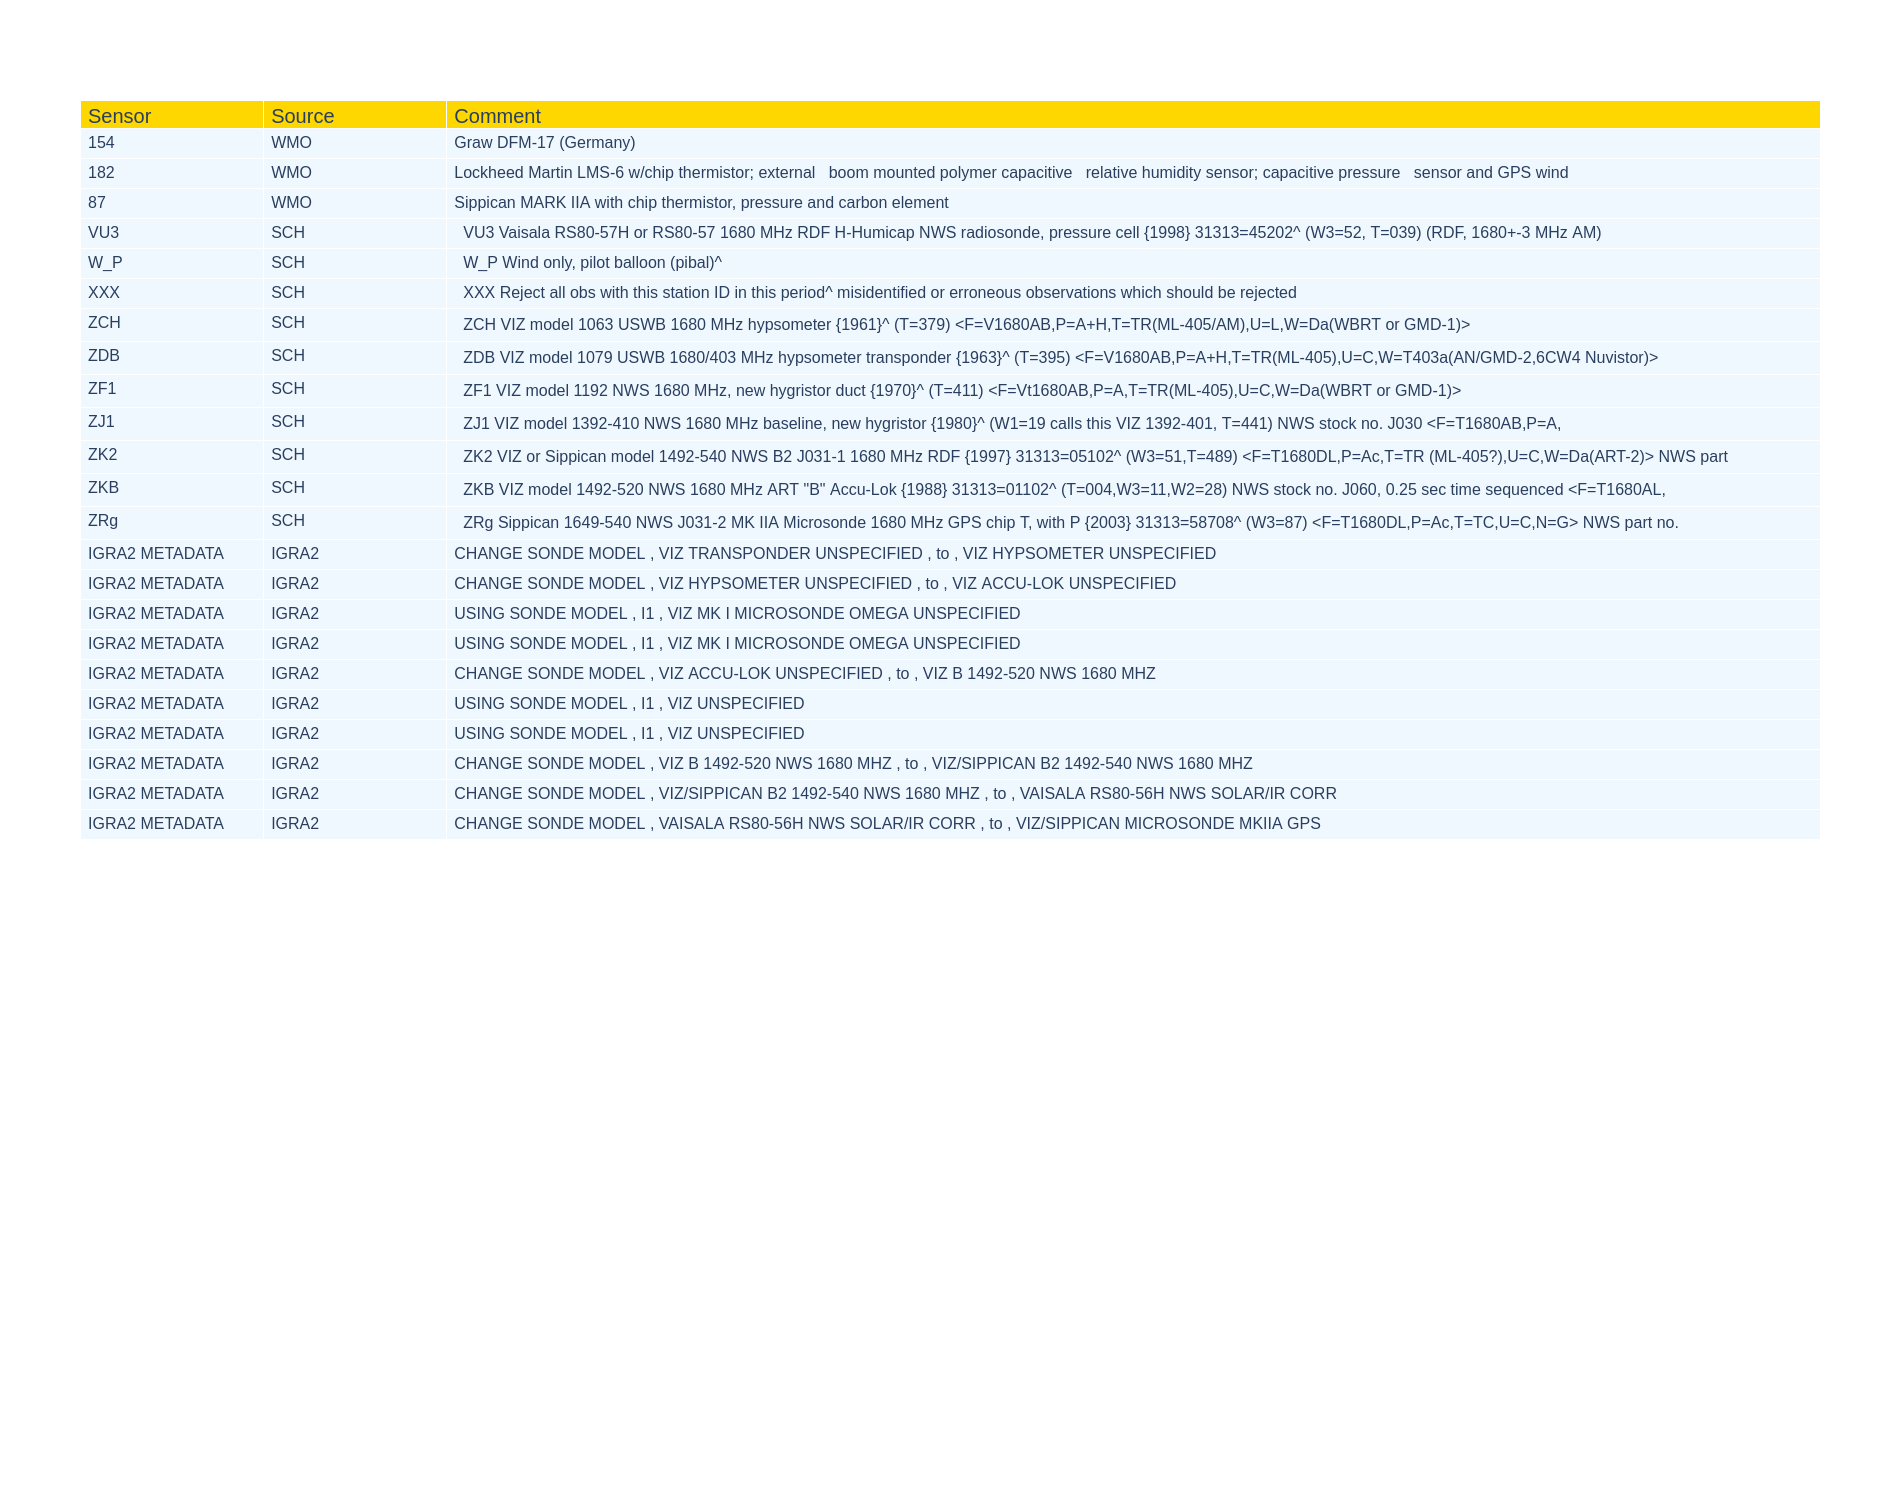 Sensor Source Comment
154 WMO Graw DFM-17 (Germany)
182 WMO Lockheed Martin LMS-6 w/chip thermistor; external boom mounted polymer capacitive relative humidity sensor; capacitive pressure sensor and GPS wind
87 WMO Sippican MARK IIA with chip thermistor, pressure and carbon element
VU3 SCH VU3 Vaisala RS80-57H or RS80-57 1680 MHz RDF H-Humicap NWS radiosonde, pressure cell {1998} 31313=45202^ (W3=52, T=039) (RDF, 1680+-3 MHz AM)
W_P SCH W_P Wind only, pilot balloon (pibal)^
XXX SCH XXX Reject all obs with this station ID in this period^ misidentified or erroneous observations which should be rejected
ZCH SCH ZCH VIZ model 1063 USWB 1680 MHz hypsometer {1961}^ (T=379) <F=V1680AB,P=A+H,T=TR(ML-405/AM),U=L,W=Da(WBRT or GMD-1)>
ZDB SCH ZDB VIZ model 1079 USWB 1680/403 MHz hypsometer transponder {1963}^ (T=395) <F=V1680AB,P=A+H,T=TR(ML-405),U=C,W=T403a(AN/GMD-2,6CW4 Nuvistor)>
ZF1 SCH ZF1 VIZ model 1192 NWS 1680 MHz, new hygristor duct {1970}^ (T=411) <F=Vt1680AB,P=A,T=TR(ML-405),U=C,W=Da(WBRT or GMD-1)>
ZJ1 SCH ZJ1 VIZ model 1392-410 NWS 1680 MHz baseline, new hygristor {1980}^ (W1=19 calls this VIZ 1392-401, T=441) NWS stock no. J030 <F=T1680AB,P=A,
ZK2 SCH ZK2 VIZ or Sippican model 1492-540 NWS B2 J031-1 1680 MHz RDF {1997} 31313=05102^ (W3=51,T=489) <F=T1680DL,P=Ac,T=TR (ML-405?),U=C,W=Da(ART-2)> NWS part
ZKB SCH ZKB VIZ model 1492-520 NWS 1680 MHz ART "B" Accu-Lok {1988} 31313=01102^ (T=004,W3=11,W2=28) NWS stock no. J060, 0.25 sec time sequenced <F=T1680AL,
ZRg SCH ZRg Sippican 1649-540 NWS J031-2 MK IIA Microsonde 1680 MHz GPS chip T, with P {2003} 31313=58708^ (W3=87) <F=T1680DL,P=Ac,T=TC,U=C,N=G> NWS part no.
IGRA2 METADATA IGRA2 CHANGE SONDE MODEL , VIZ TRANSPONDER UNSPECIFIED , to , VIZ HYPSOMETER UNSPECIFIED
IGRA2 METADATA IGRA2 CHANGE SONDE MODEL , VIZ HYPSOMETER UNSPECIFIED , to , VIZ ACCU-LOK UNSPECIFIED
IGRA2 METADATA IGRA2 USING SONDE MODEL , I1 , VIZ MK I MICROSONDE OMEGA UNSPECIFIED
IGRA2 METADATA IGRA2 USING SONDE MODEL , I1 , VIZ MK I MICROSONDE OMEGA UNSPECIFIED
IGRA2 METADATA IGRA2 CHANGE SONDE MODEL , VIZ ACCU-LOK UNSPECIFIED , to , VIZ B 1492-520 NWS 1680 MHZ
IGRA2 METADATA IGRA2 USING SONDE MODEL , I1 , VIZ UNSPECIFIED
IGRA2 METADATA IGRA2 USING SONDE MODEL , I1 , VIZ UNSPECIFIED
IGRA2 METADATA IGRA2 CHANGE SONDE MODEL , VIZ B 1492-520 NWS 1680 MHZ , to , VIZ/SIPPICAN B2 1492-540 NWS 1680 MHZ
IGRA2 METADATA IGRA2 CHANGE SONDE MODEL , VIZ/SIPPICAN B2 1492-540 NWS 1680 MHZ , to , VAISALA RS80-56H NWS SOLAR/IR CORR
IGRA2 METADATA IGRA2 CHANGE SONDE MODEL , VAISALA RS80-56H NWS SOLAR/IR CORR , to , VIZ/SIPPICAN MICROSONDE MKIIA GPS